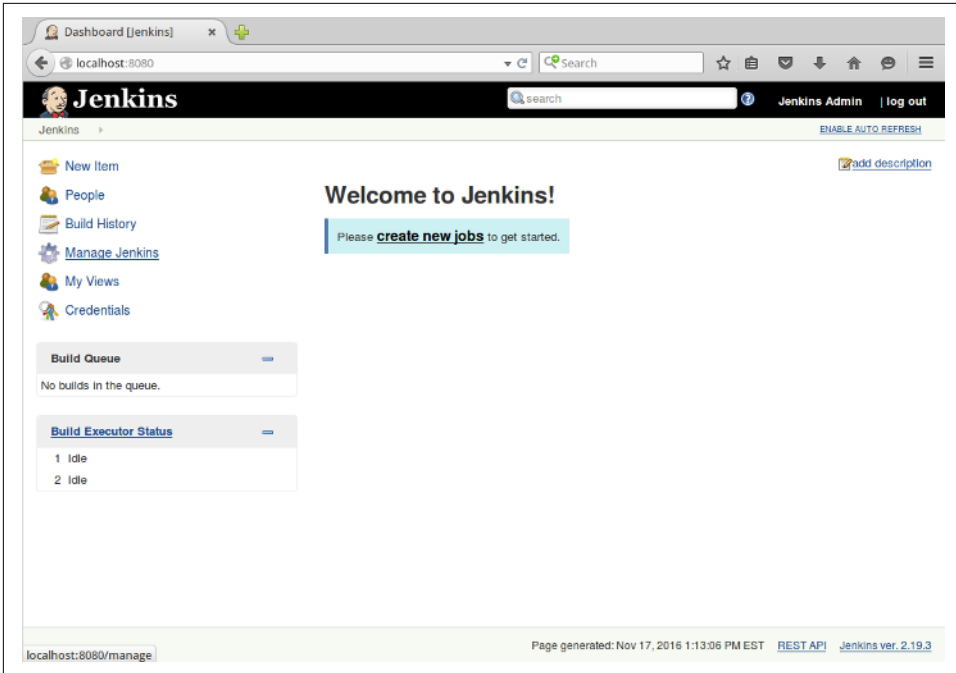 Dashboard [Jenkins]
localhost:8080
Search
Jenkins
search
Jenkins Admin | log out
Jenkins
ENABLE AUTO REFRESH
New Item
People
Build History
Manage Jenkins
My Views
Credentials
add description
Welcome to Jenkins!
Please create new jobs to get started.
Build Queue
No builds in the queue.
Build Executor Status
1 Idle
2 Idle
Page generated: Nov 17, 2016 1:13:06 PM EST REST API Jenkins ver. 2.19.3
localhost:8080/manage